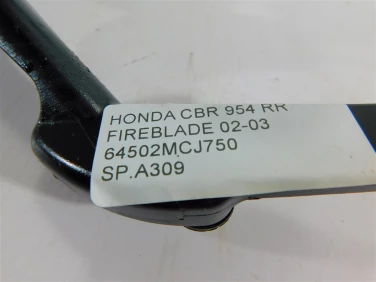 HONDA CBR 954 RR
FIREBLADE 02-03
64502MCJ750
SP.A309